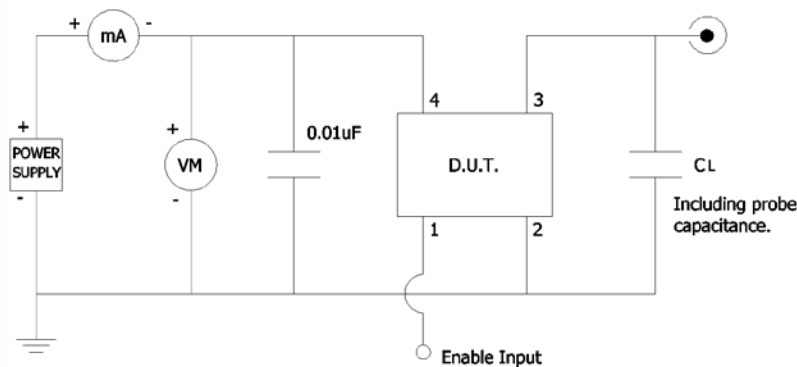 + mA -
4
3
0.01uF
+
POWER
SUPPLY
-
+
VM
-
D.U.T.
CL
Including probe
capacitance.
1
2
Enable Input